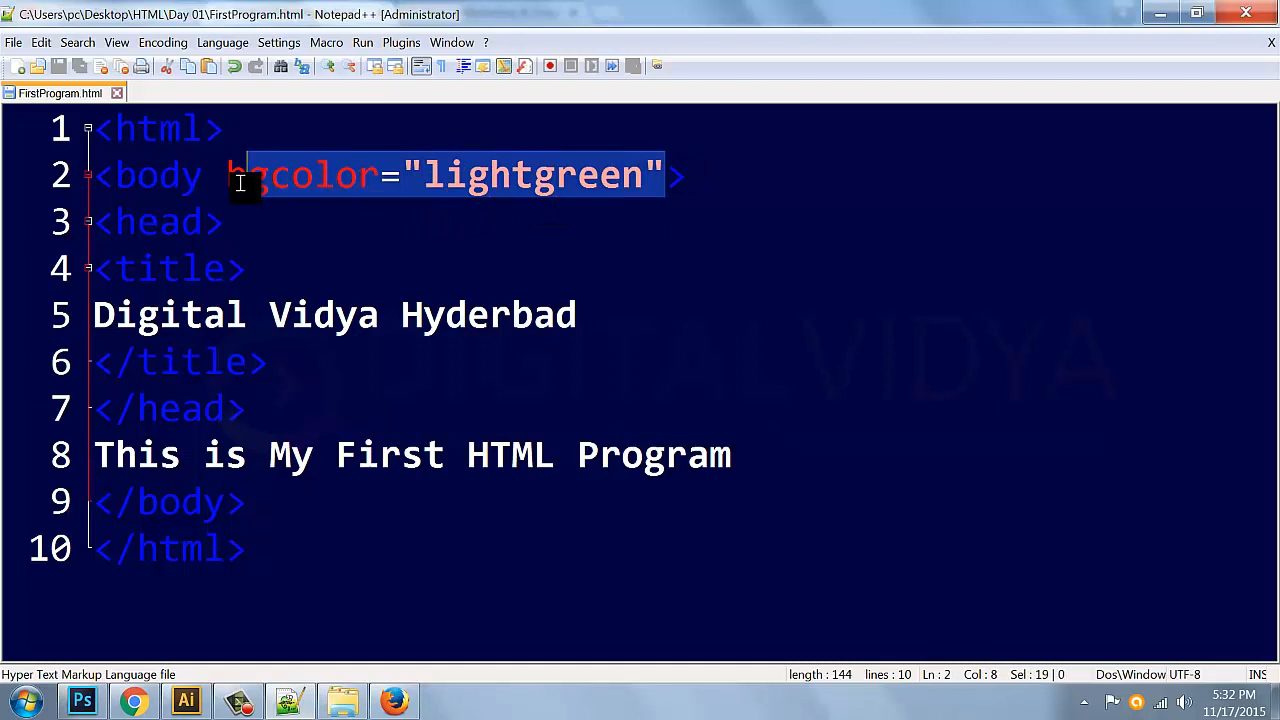 C:\Users\pc\Desktop\HTML\Day 01\FirstProgram.html - Notepad++ [Administrator]
File Edit Search View Encoding Language Settings Macro Run Plugins Window ? X
FirstProgram.html
1 <html>
2 <body bgcolor="lightgreen">
3 <head>
4 <title>
5 Digital Vidya Hyderbad
6 </title>
7 </head>
8 This is My First HTML Program
9 </body>
10 </html>
DIGITALVIDYA
Hyper Text Markup Language file length : 144 lines : 10 Ln : 2 Col : 8 Sel : 19 | 0 Dos\Window UTF-8 INS
Ps Ai 5:32 PM
11/17/2015